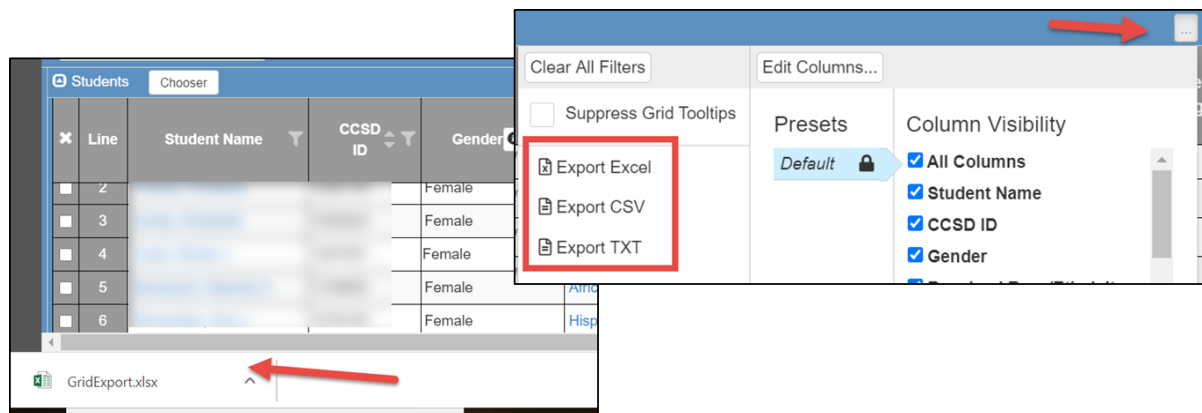 Students Chooser
Line Student Name CCSD ID Gender
2 Female
3 Female
4 Female
5 Female
6 Female Hisp
GridExport.xlsx
...
Clear All Filters Edit Columns...
Suppress Grid Tooltips
Export Excel
Export CSV
Export TXT
Presets
Default
Column Visibility
All Columns
Student Name
CCSD ID
Gender